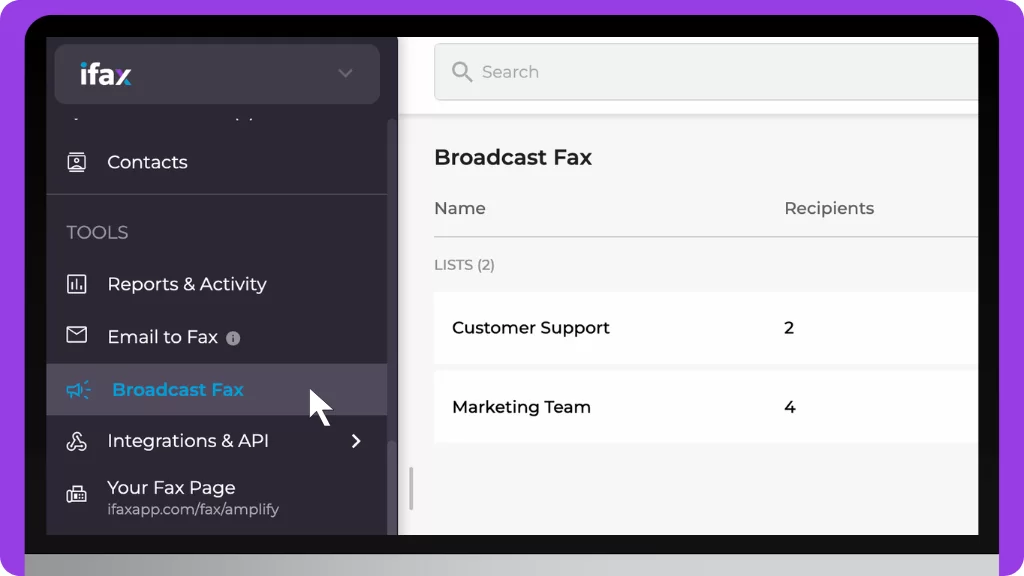 ifax
Search
Contacts
TOOLS
Reports & Activity
Email to Fax
Broadcast Fax
Integrations & API
Your Fax Page
ifaxapp.com/fax/amplify
Broadcast Fax
Name Recipients
LISTS (2)
Customer Support 2
Marketing Team 4